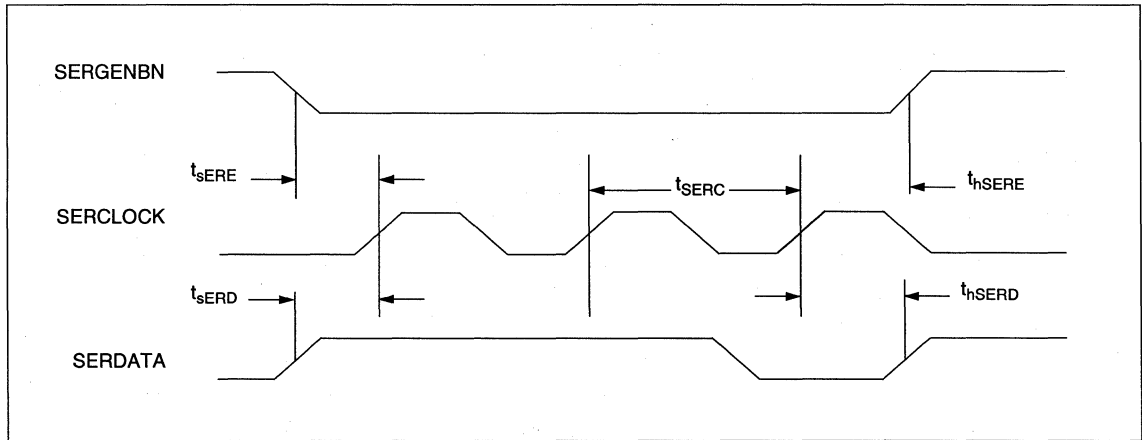 SERGENBN
tsERE
tSERC
thSERE
SERCLOCK
tsERD
thSERD
SERDATA